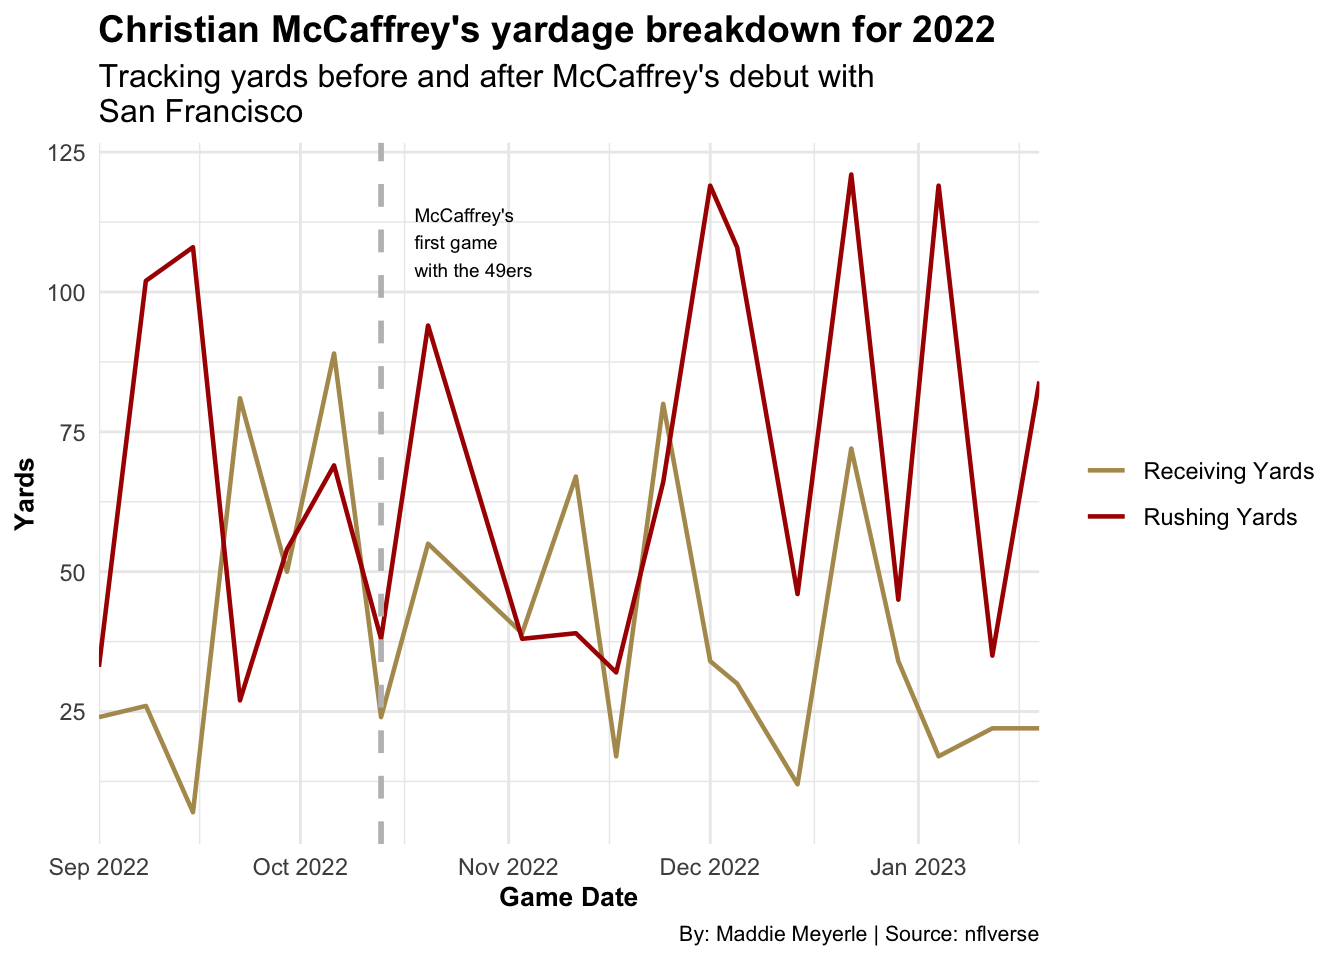 Christian McCaffrey's yardage breakdown for 2022
Tracking yards before and after McCaffrey's debut with
San Francisco
125
100
75
50
25
Yards
McCaffrey's
first game
with the 49ers
Receiving Yards
Rushing Yards
Sep 2022
Oct 2022
Nov 2022
Dec 2022
Jan 2023
Game Date
By: Maddie Meyerle | Source: nflverse